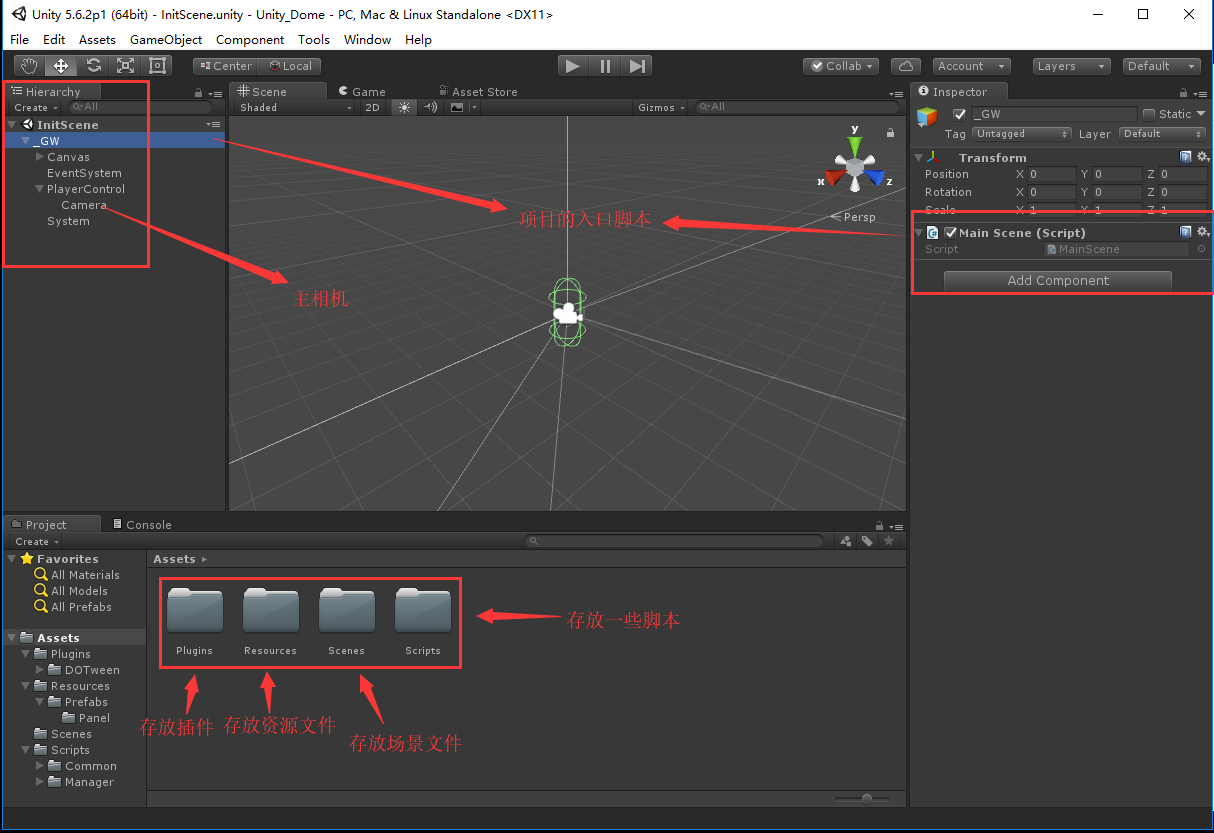 Unity 5.6.2p1 (64bit) - InitScene.unity - Unity_Dome - PC, Mac & Linux Standalone <DX11>
File Edit Assets GameObject Component Tools Window Help
Center Local Collab Account Layers Default
Hierarchy
Create All
InitScene
_GW
Canvas
EventSystem
PlayerControl
Camera
System
Scene Game Asset Store
Shaded 2D Gizmos All
y
x z
Persp
项目的入口脚本
主相机
Inspector
_GW Static
Tag Untagged Layer Default
Transform
Position X 0 Y 0 Z 0
Rotation X 0 Y 0 Z 0
Scale X 1 Y 1 Z 1
Main Scene (Script)
Script MainScene
Add Component
Project Console
Create
Favorites
All Materials
All Models
All Prefabs
Assets
Plugins
DOTween
Resources
Prefabs
Panel
Scenes
Scripts
Common
Manager
Assets
Plugins Resources Scenes Scripts
存放一些脚本
存放插件
存放资源文件
存放场景文件